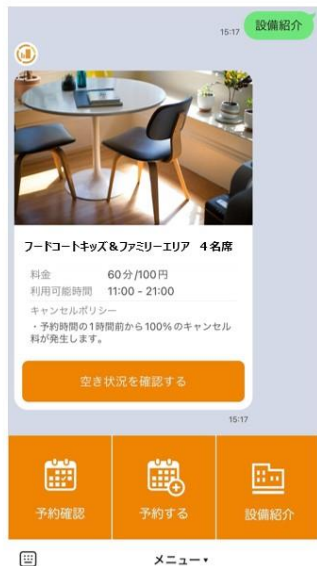 設備紹介
15:17
フードコートキッズ&ファミリーエリア 4名席
料金 60分/100円
利用可能時間 11:00 - 21:00
キャンセルポリシー
・予約時間の1時間前から100%のキャンセル
料が発生します。
空き状況を確認する
15:17
予約確認 予約する 設備紹介
メニュー▾